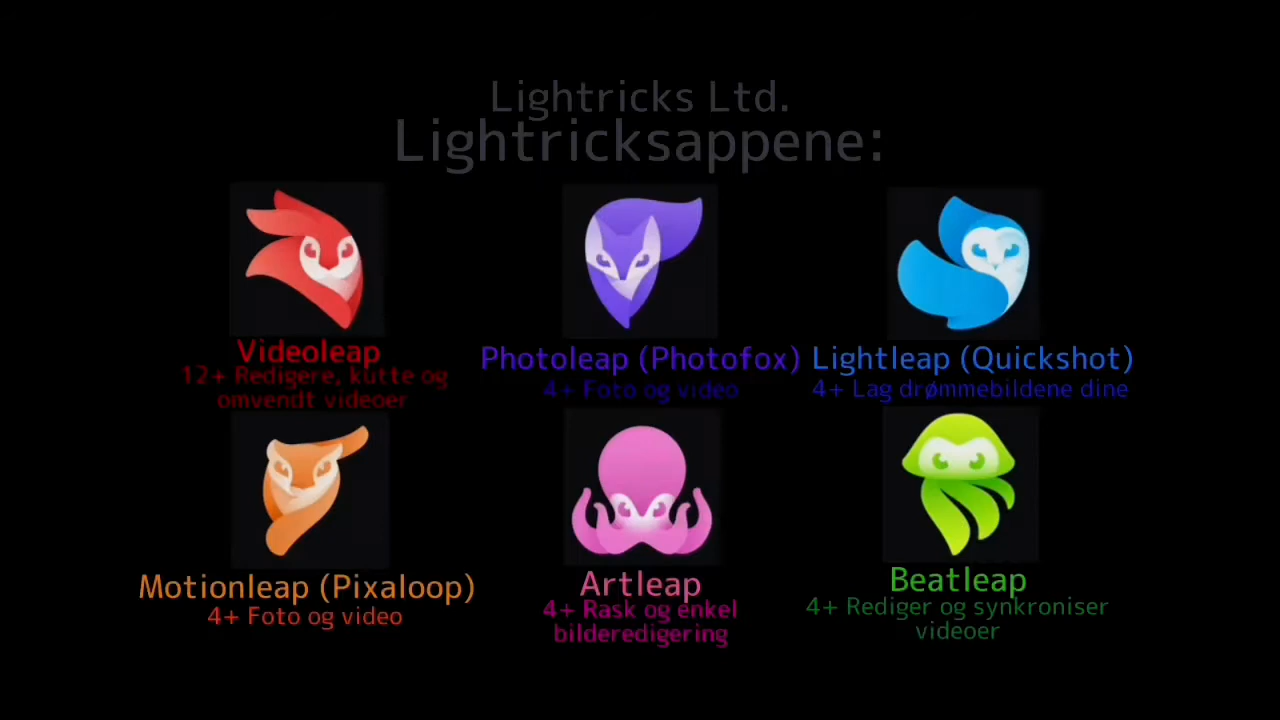 Lightricks Ltd.
Lightricksappene:
Videoleap
12+ Redigere, kutte og
omvendt videoer
Photoleap (Photofox)
4+ Foto og video
Lightleap (Quickshot)
4+ Lag drømmebildene dine
Motionleap (Pixaloop)
4+ Foto og video
Artleap
4+ Rask og enkel
bilderedigering
Beatleap
4+ Rediger og synkroniser
videoer